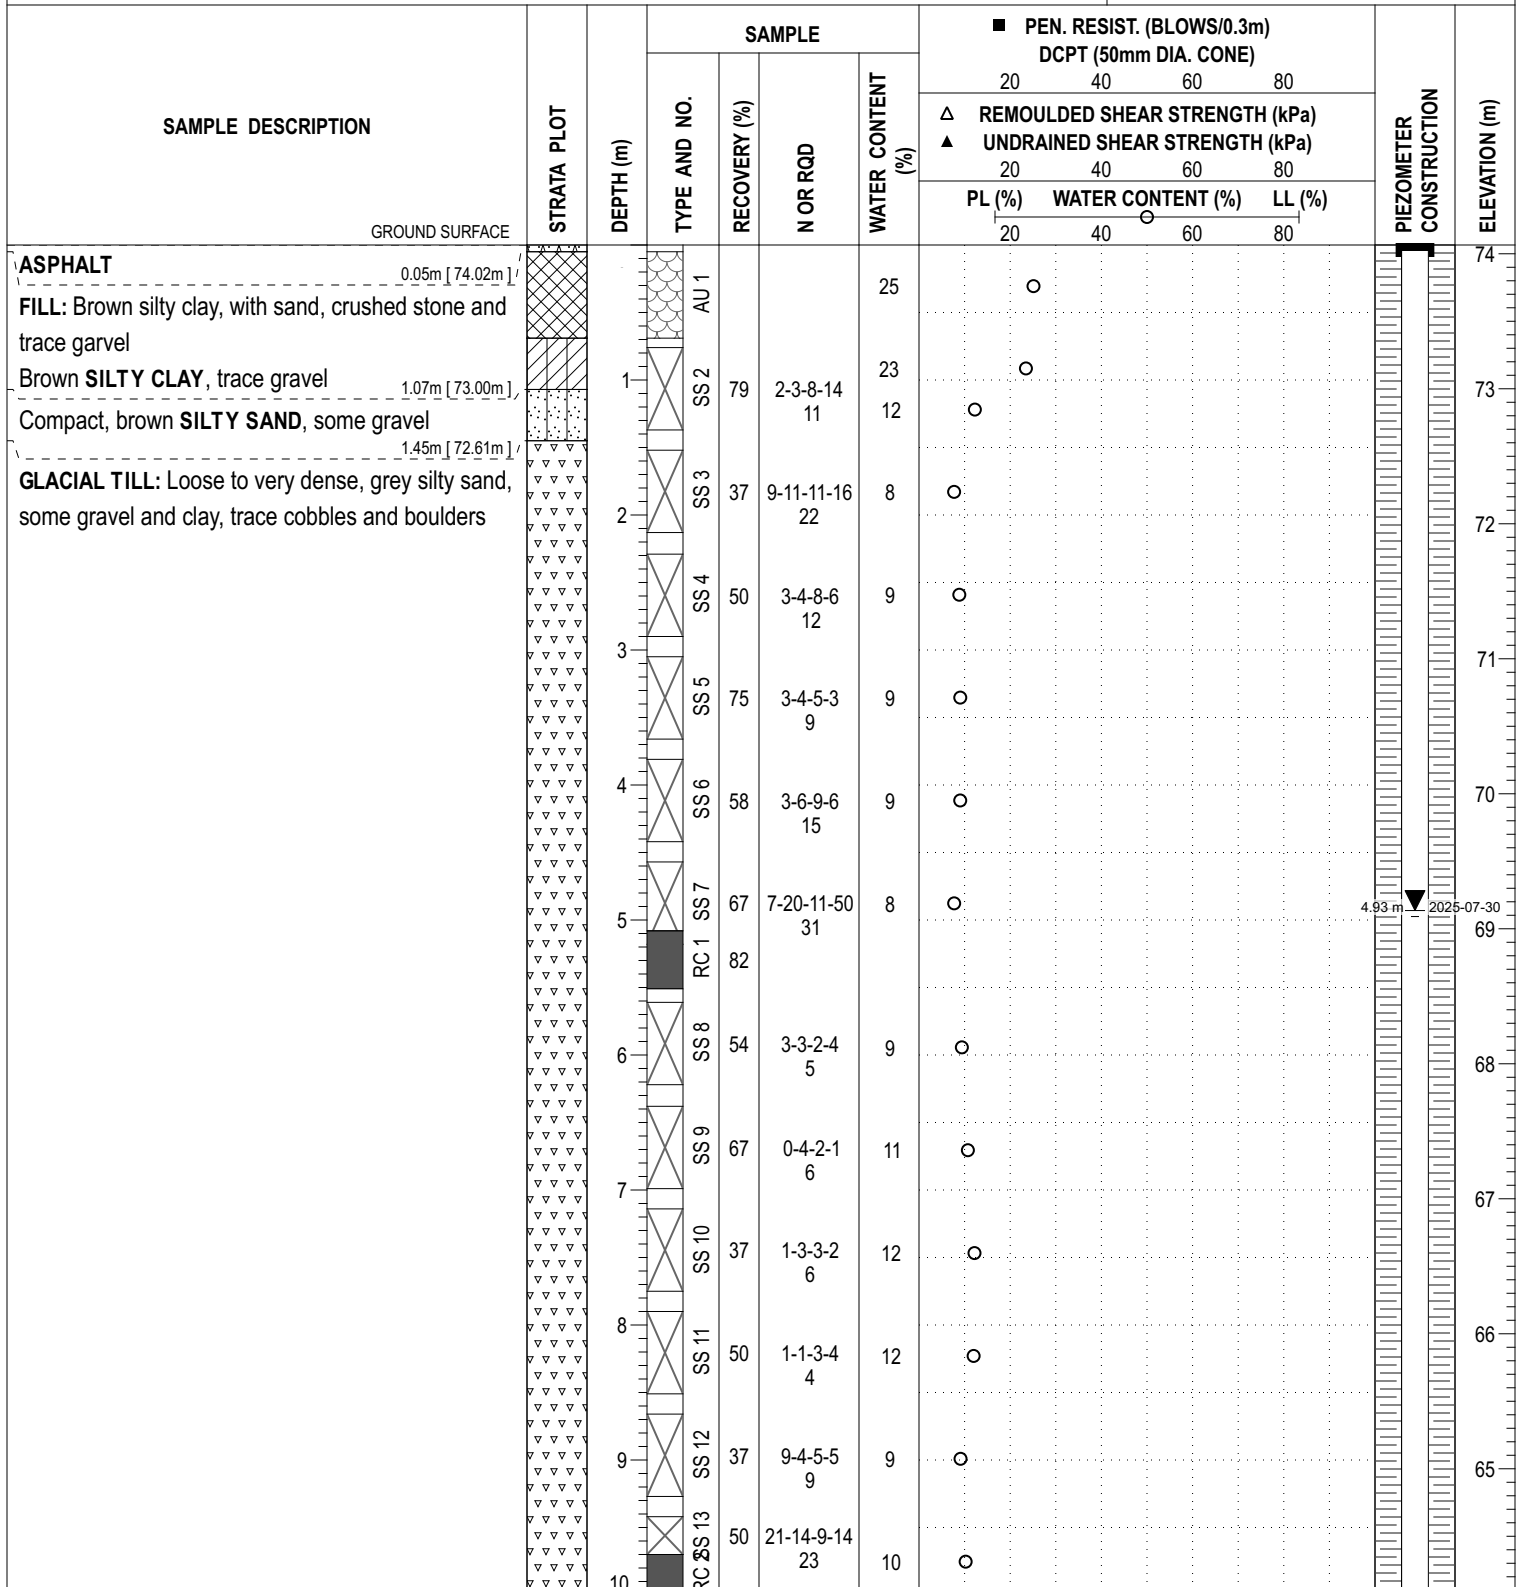 SAMPLE
■ PEN. RESIST. (BLOWS/0.3m)
DCPT (50mm DIA. CONE)
20 40 60 80
SAMPLE DESCRIPTION
STRATA PLOT
DEPTH (m)
TYPE AND NO.
RECOVERY (%)
N OR RQD
WATER CONTENT
(%)
△ REMOULDED SHEAR STRENGTH (kPa)
▲ UNDRAINED SHEAR STRENGTH (kPa)
20 40 60 80
PL (%) WATER CONTENT (%) LL (%)
20 40 60 80
PIEZOMETER
CONSTRUCTION
ELEVATION (m)
GROUND SURFACE
74
ASPHALT
0.05m [ 74.02m ]
FILL: Brown silty clay, with sand, crushed stone and
trace garvel
AU 1 25
Brown SILTY CLAY, trace gravel
1.07m [ 73.00m ]
23
1
SS 2 79 2-3-8-14
11
12
73
Compact, brown SILTY SAND, some gravel
1.45m [ 72.61m ]
GLACIAL TILL: Loose to very dense, grey silty sand,
some gravel and clay, trace cobbles and boulders
SS 3 37 9-11-11-16 8
22
2
72
SS 4 50 3-4-8-6 9
12
3
71
SS 5 75 3-4-5-3 9
9
4
70
SS 6 58 3-6-9-6 9
15
SS 7 67 7-20-11-50 8
31
4.93 m 2025-07-30
5
69
RC 1 82
SS 8 54 3-3-2-4 9
5
6
68
SS 9 67 0-4-2-1 11
6
7
67
SS 10 37 1-3-3-2 12
6
8
66
SS 11 50 1-1-3-4 12
4
SS 12 37 9-4-5-5 9
9
9
65
SS 13 50 21-14-9-14
23
10
RC 2
10